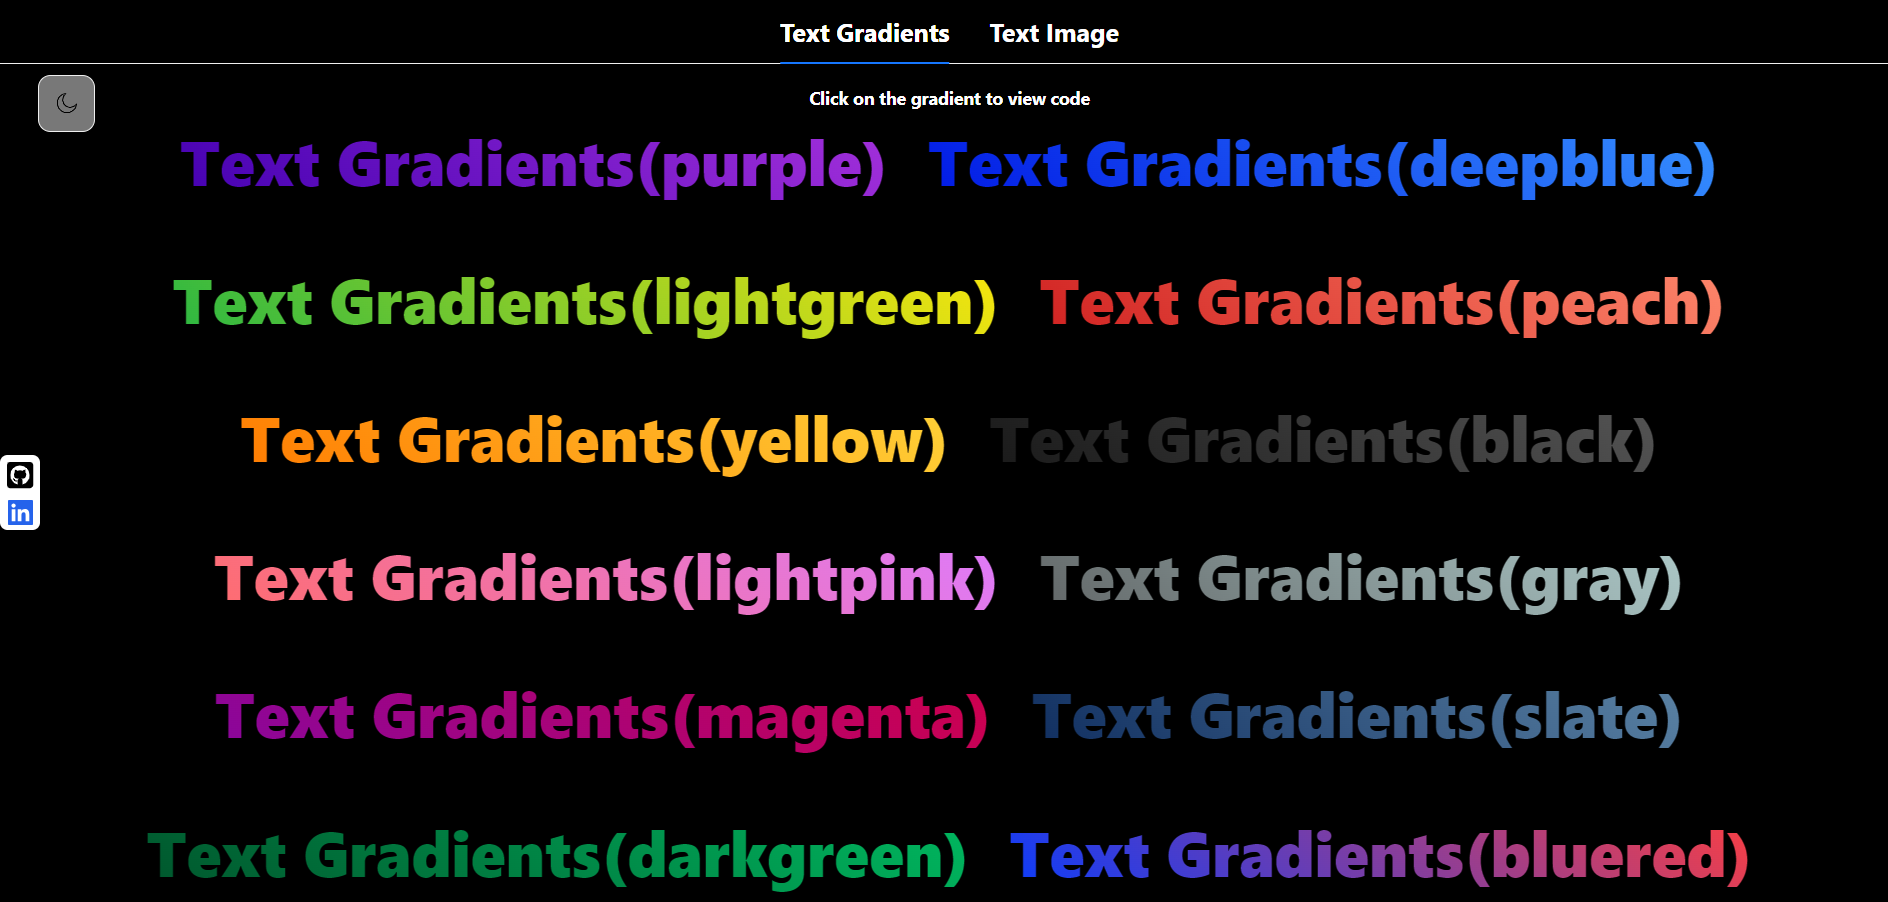 Text Gradients Text Image
Click on the gradient to view code
Text Gradients(purple) Text Gradients(deepblue)
Text Gradients(lightgreen) Text Gradients(peach)
Text Gradients(yellow) Text Gradients(black)
Text Gradients(lightpink) Text Gradients(gray)
in
Text Gradients(magenta) Text Gradients(slate)
Text Gradients(darkgreen) Text Gradients(bluered)